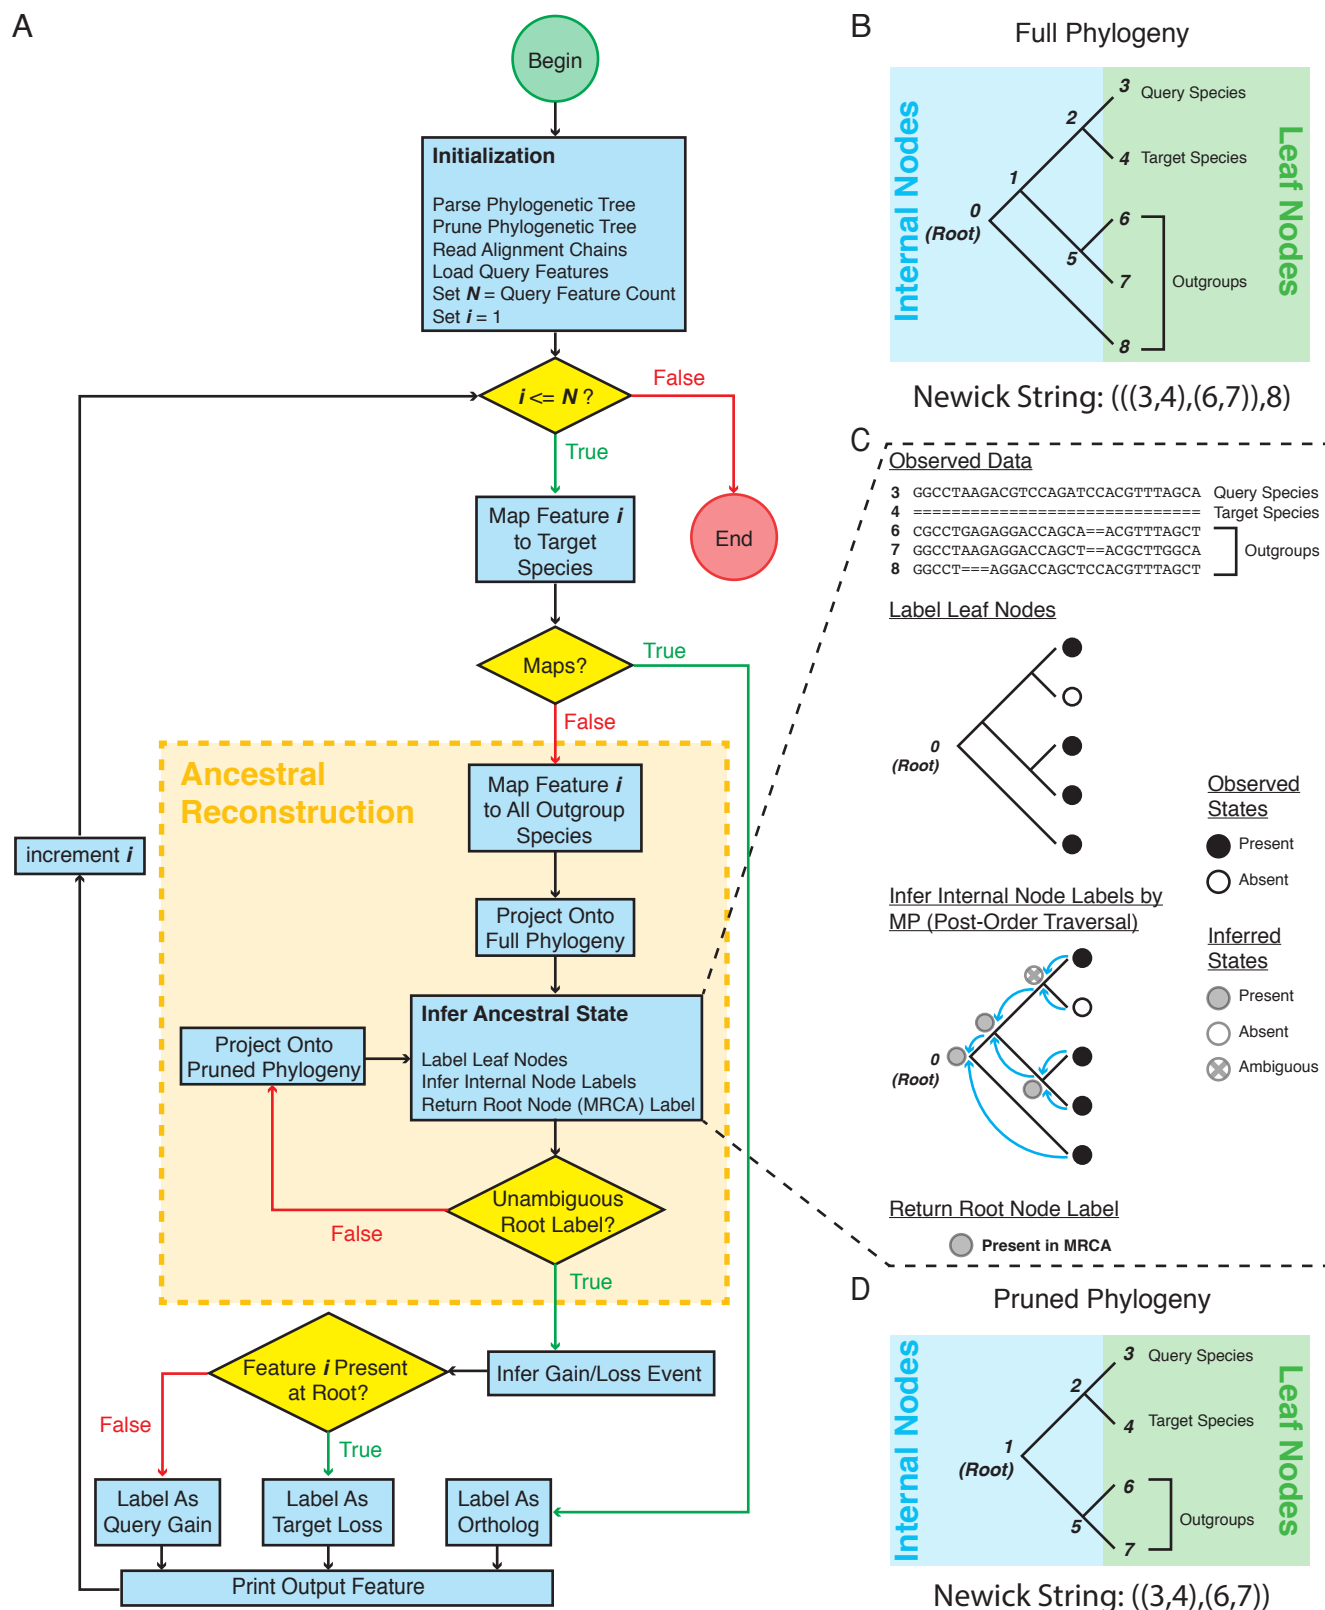 A
Begin
Initialization
Parse Phylogenetic Tree
Prune Phylogenetic Tree
Read Alignment Chains
Load Query Features
Set N = Query Feature Count
Set i = 1
i <= N ?
False
True
End
Map Feature i
to Target
Species
Maps?
True
False
Ancestral
Reconstruction
Map Feature i
to All Outgroup
Species
increment i
Project Onto
Full Phylogeny
Infer Ancestral State
Label Leaf Nodes
Infer Internal Node Labels
Return Root Node (MRCA) Label
Project Onto
Pruned Phylogeny
Unambiguous
Root Label?
False
True
Infer Gain/Loss Event
Feature i Present
at Root?
False
True
Label As
Query Gain
Label As
Target Loss
Label As
Ortholog
Print Output Feature
B
Full Phylogeny
Internal Nodes
Leaf Nodes
3 Query Species
2
4 Target Species
1
0
(Root)
6
5
7
Outgroups
8
Newick String: (((3,4),(6,7)),8)
C
Observed Data
3 GGCCTAAGACGTCCAGATCCACGTTTAGCA Query Species
4 ============================== Target Species
6 CGCCTGAGAGGACCAGCA==ACGTTTAGCT
7 GGCCTAAGAGGACCAGCT==ACGCTTGGCA
8 GGCCT===AGGACCAGCTCCACGTTTAGCT
Outgroups
Label Leaf Nodes
0
(Root)
Observed
States
Present
Absent
Infer Internal Node Labels by
MP (Post-Order Traversal)
0
(Root)
Inferred
States
Present
Absent
Ambiguous
Return Root Node Label
Present in MRCA
D
Pruned Phylogeny
Internal Nodes
Leaf Nodes
3 Query Species
2
4 Target Species
1
(Root)
6
5
7
Outgroups
Newick String: ((3,4),(6,7))